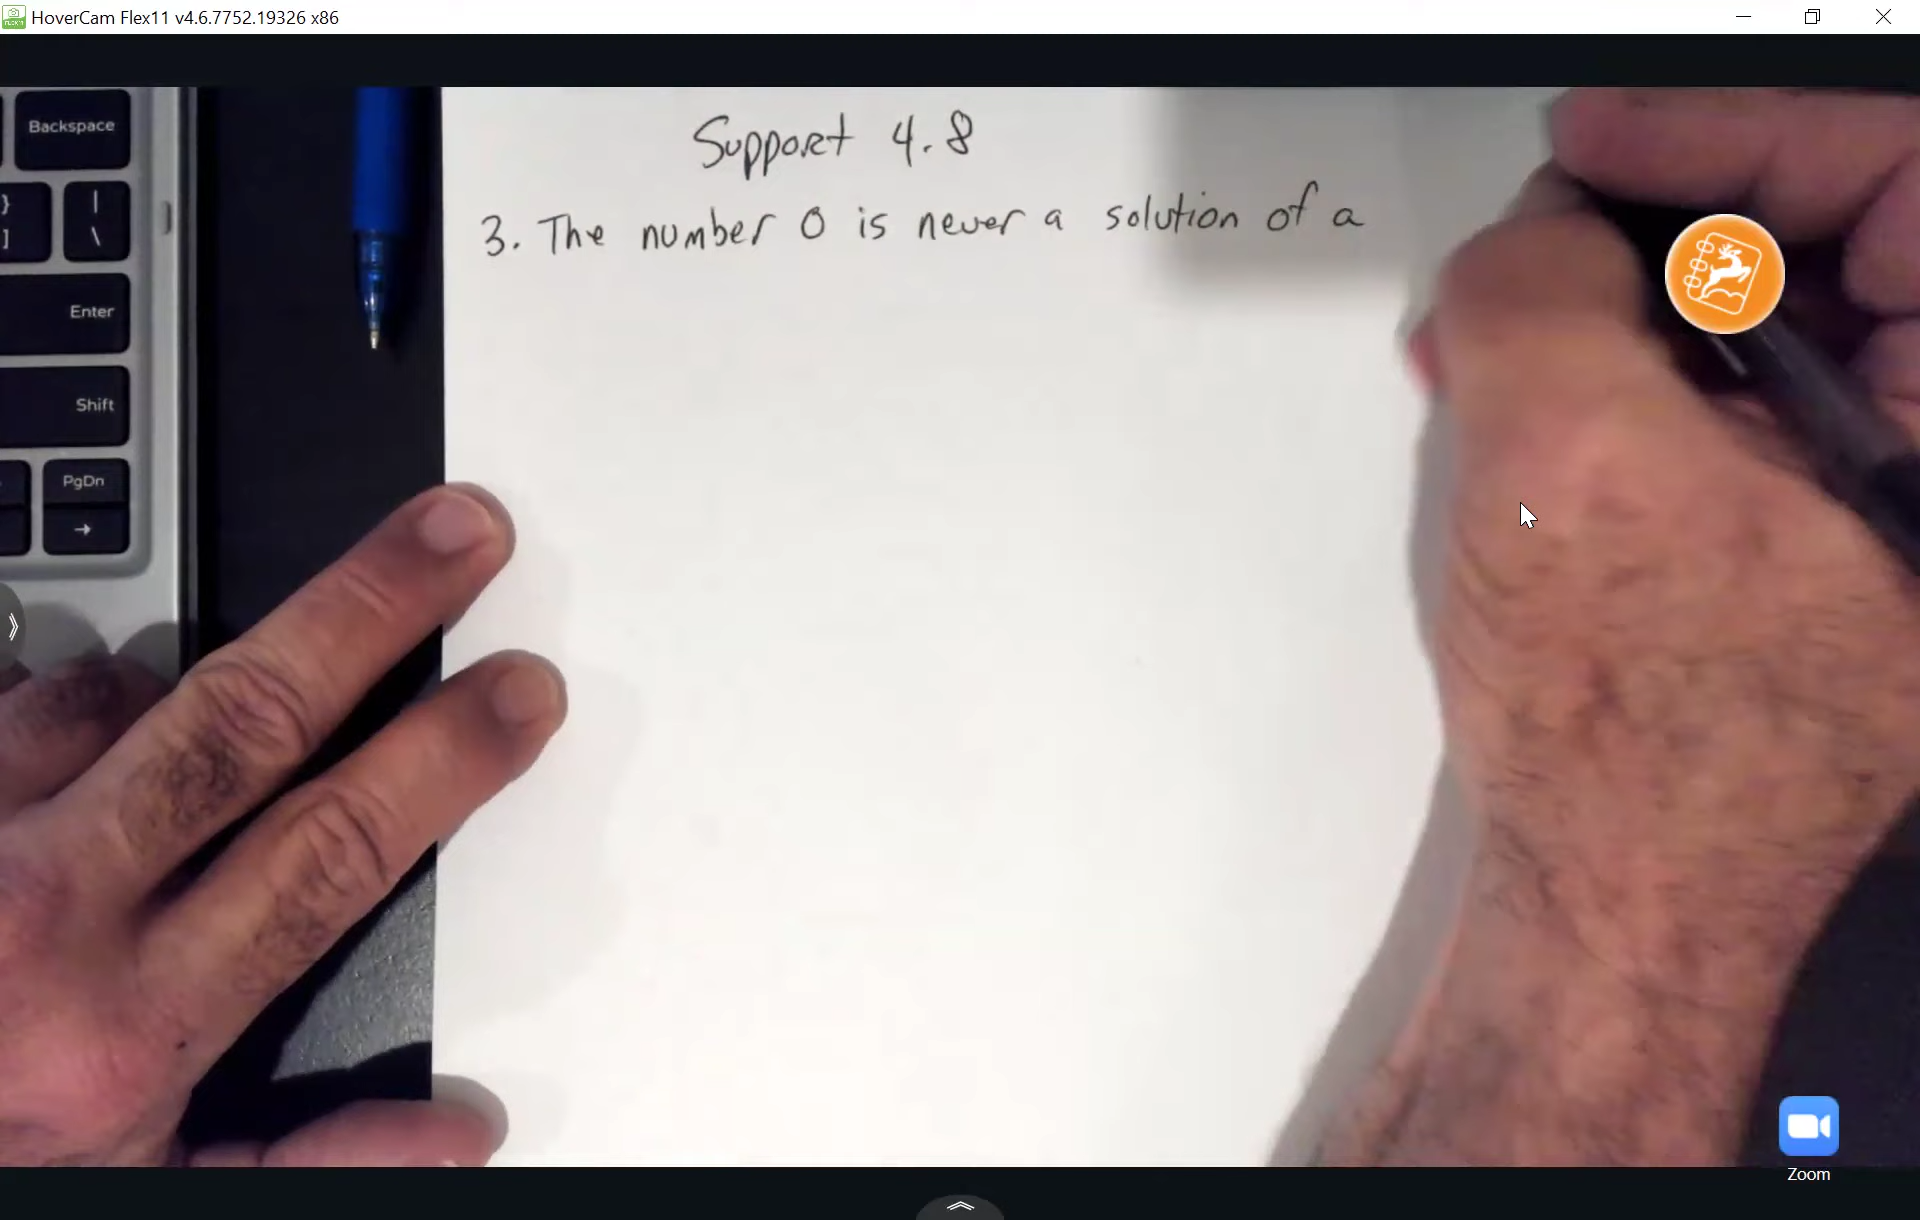 HoverCam Flex11 v4.6.7752.19326 x86
Backspace
}
]
|
\
Enter
Shift
PgDn
→
Support 4.8
3. The number 0 is never a solution of a
Zoom